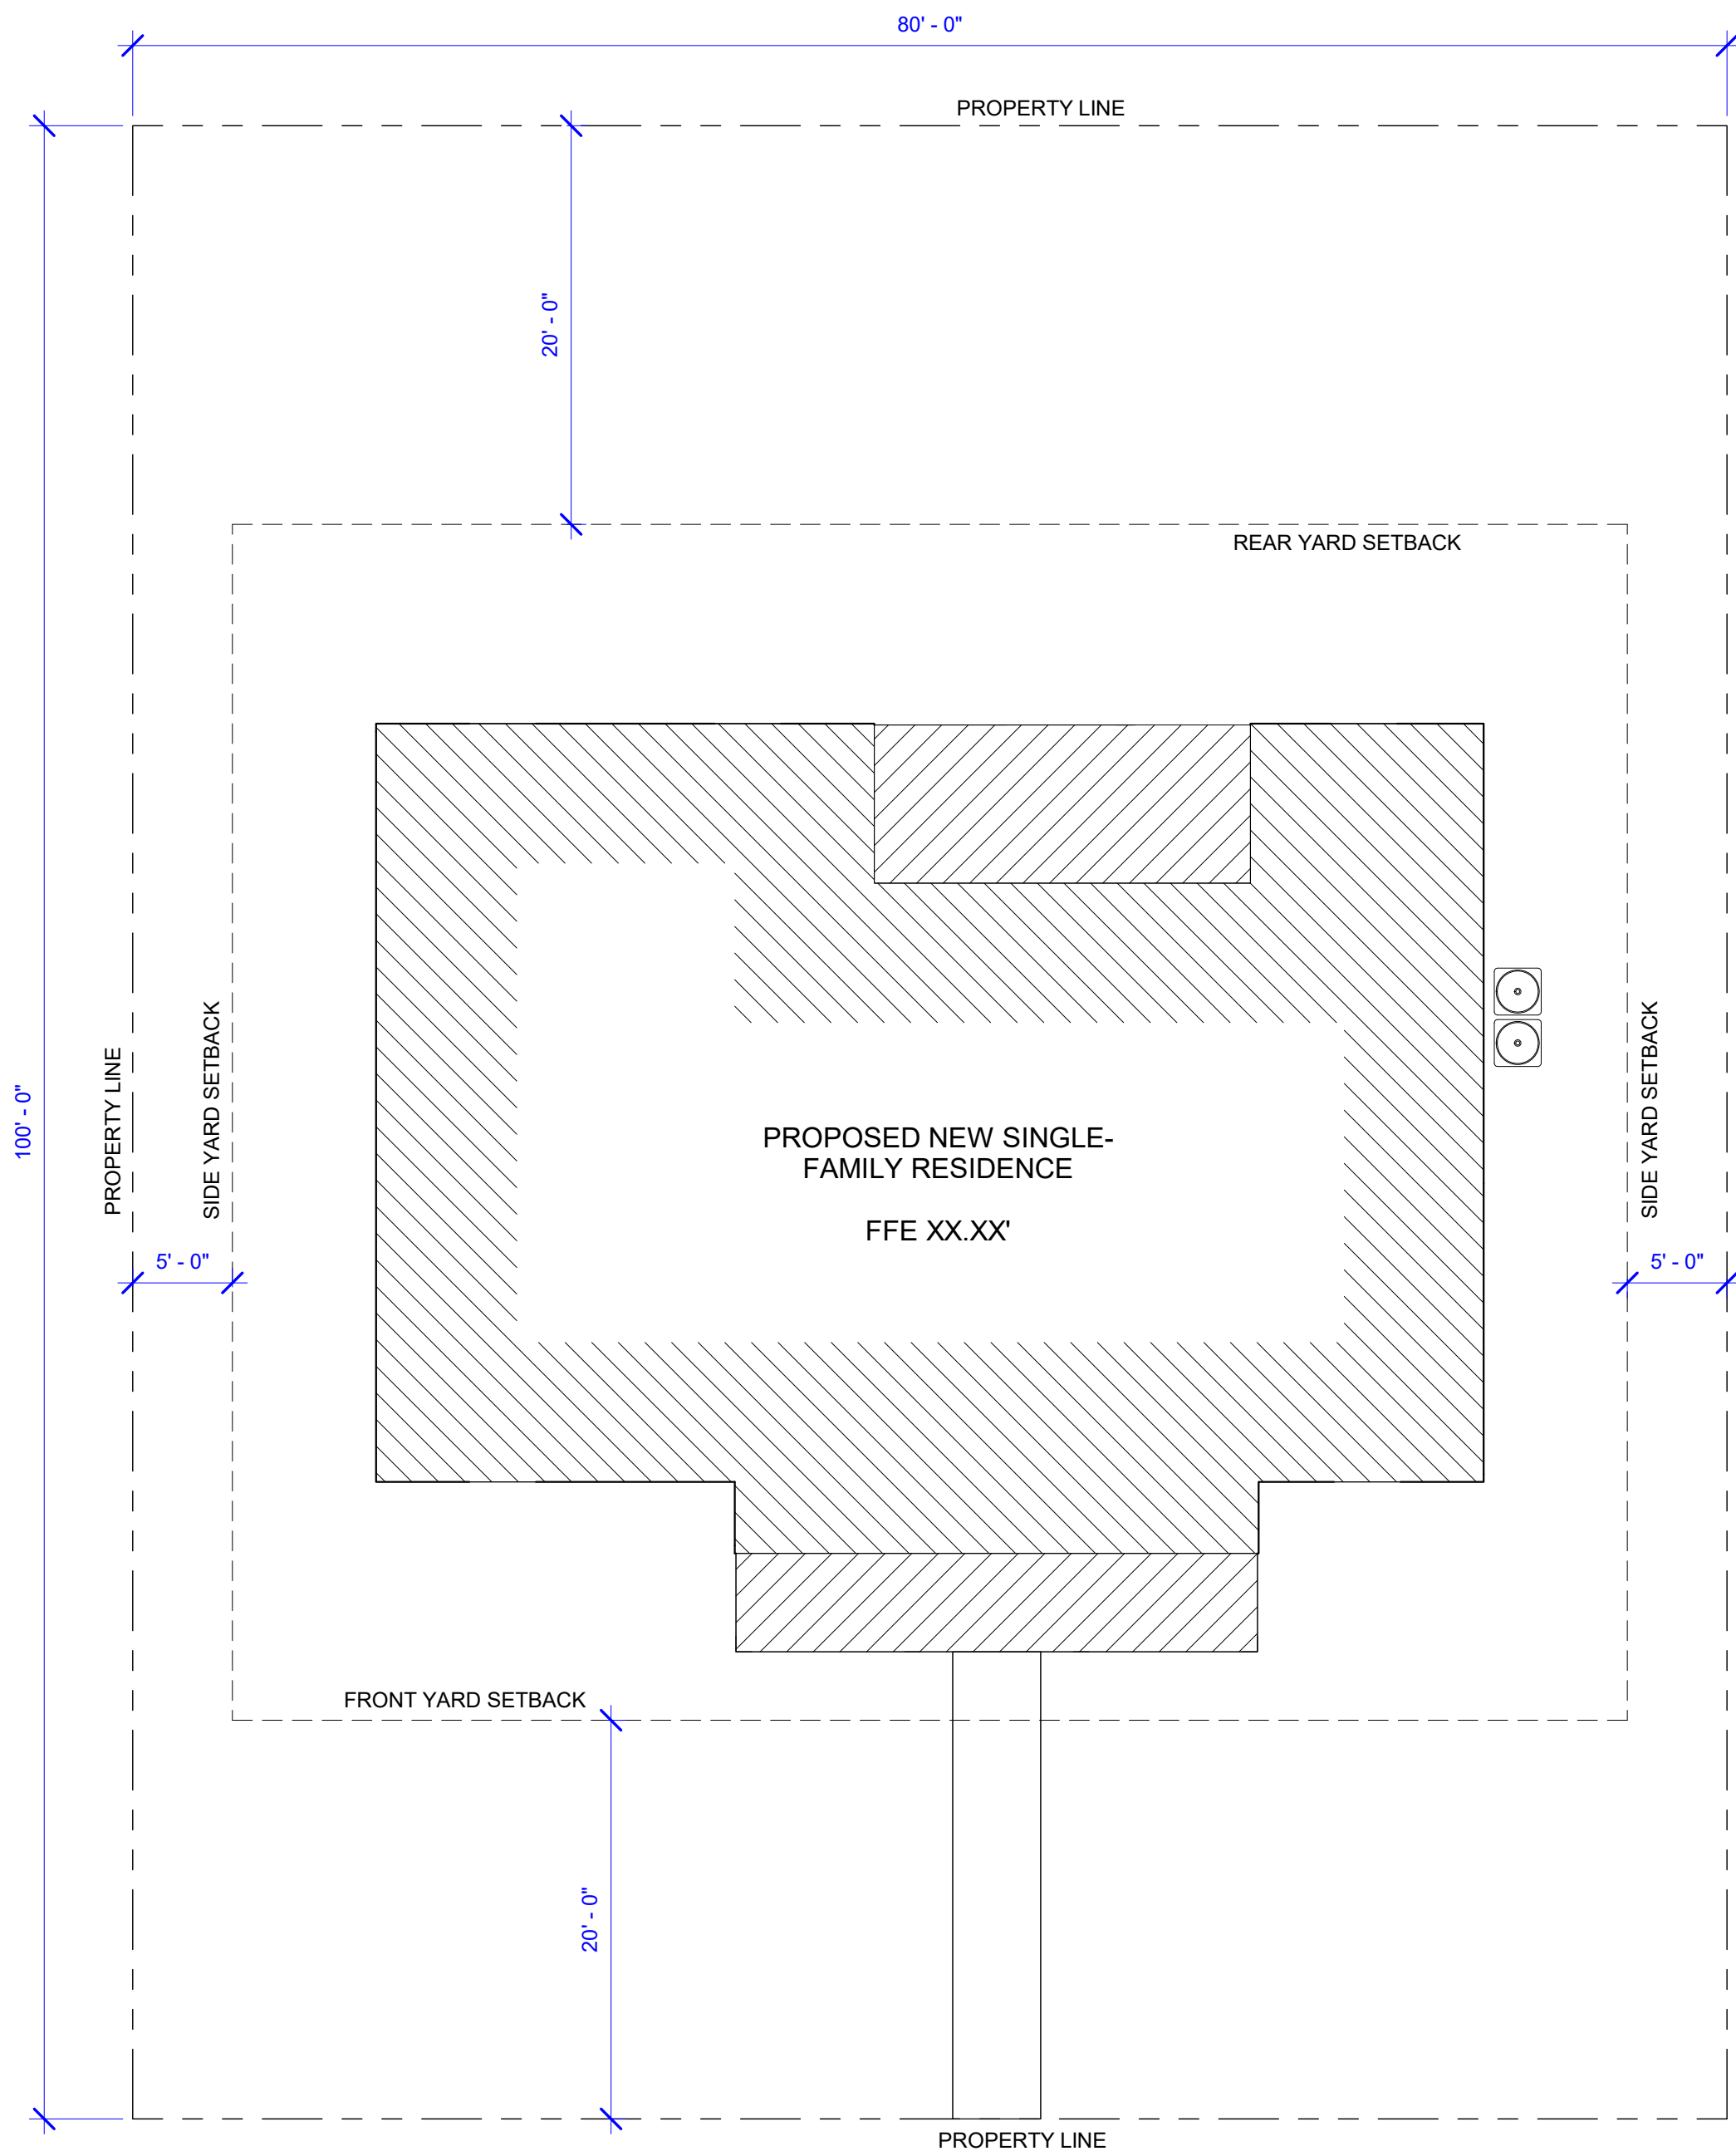 80' - 0"
PROPERTY LINE
20' - 0"
REAR YARD SETBACK
100' - 0"
PROPERTY LINE
SIDE YARD SETBACK
SIDE YARD SETBACK
PROPOSED NEW SINGLE-
FAMILY RESIDENCE
FFE XX.XX'
5' - 0"
5' - 0"
FRONT YARD SETBACK
20' - 0"
PROPERTY LINE